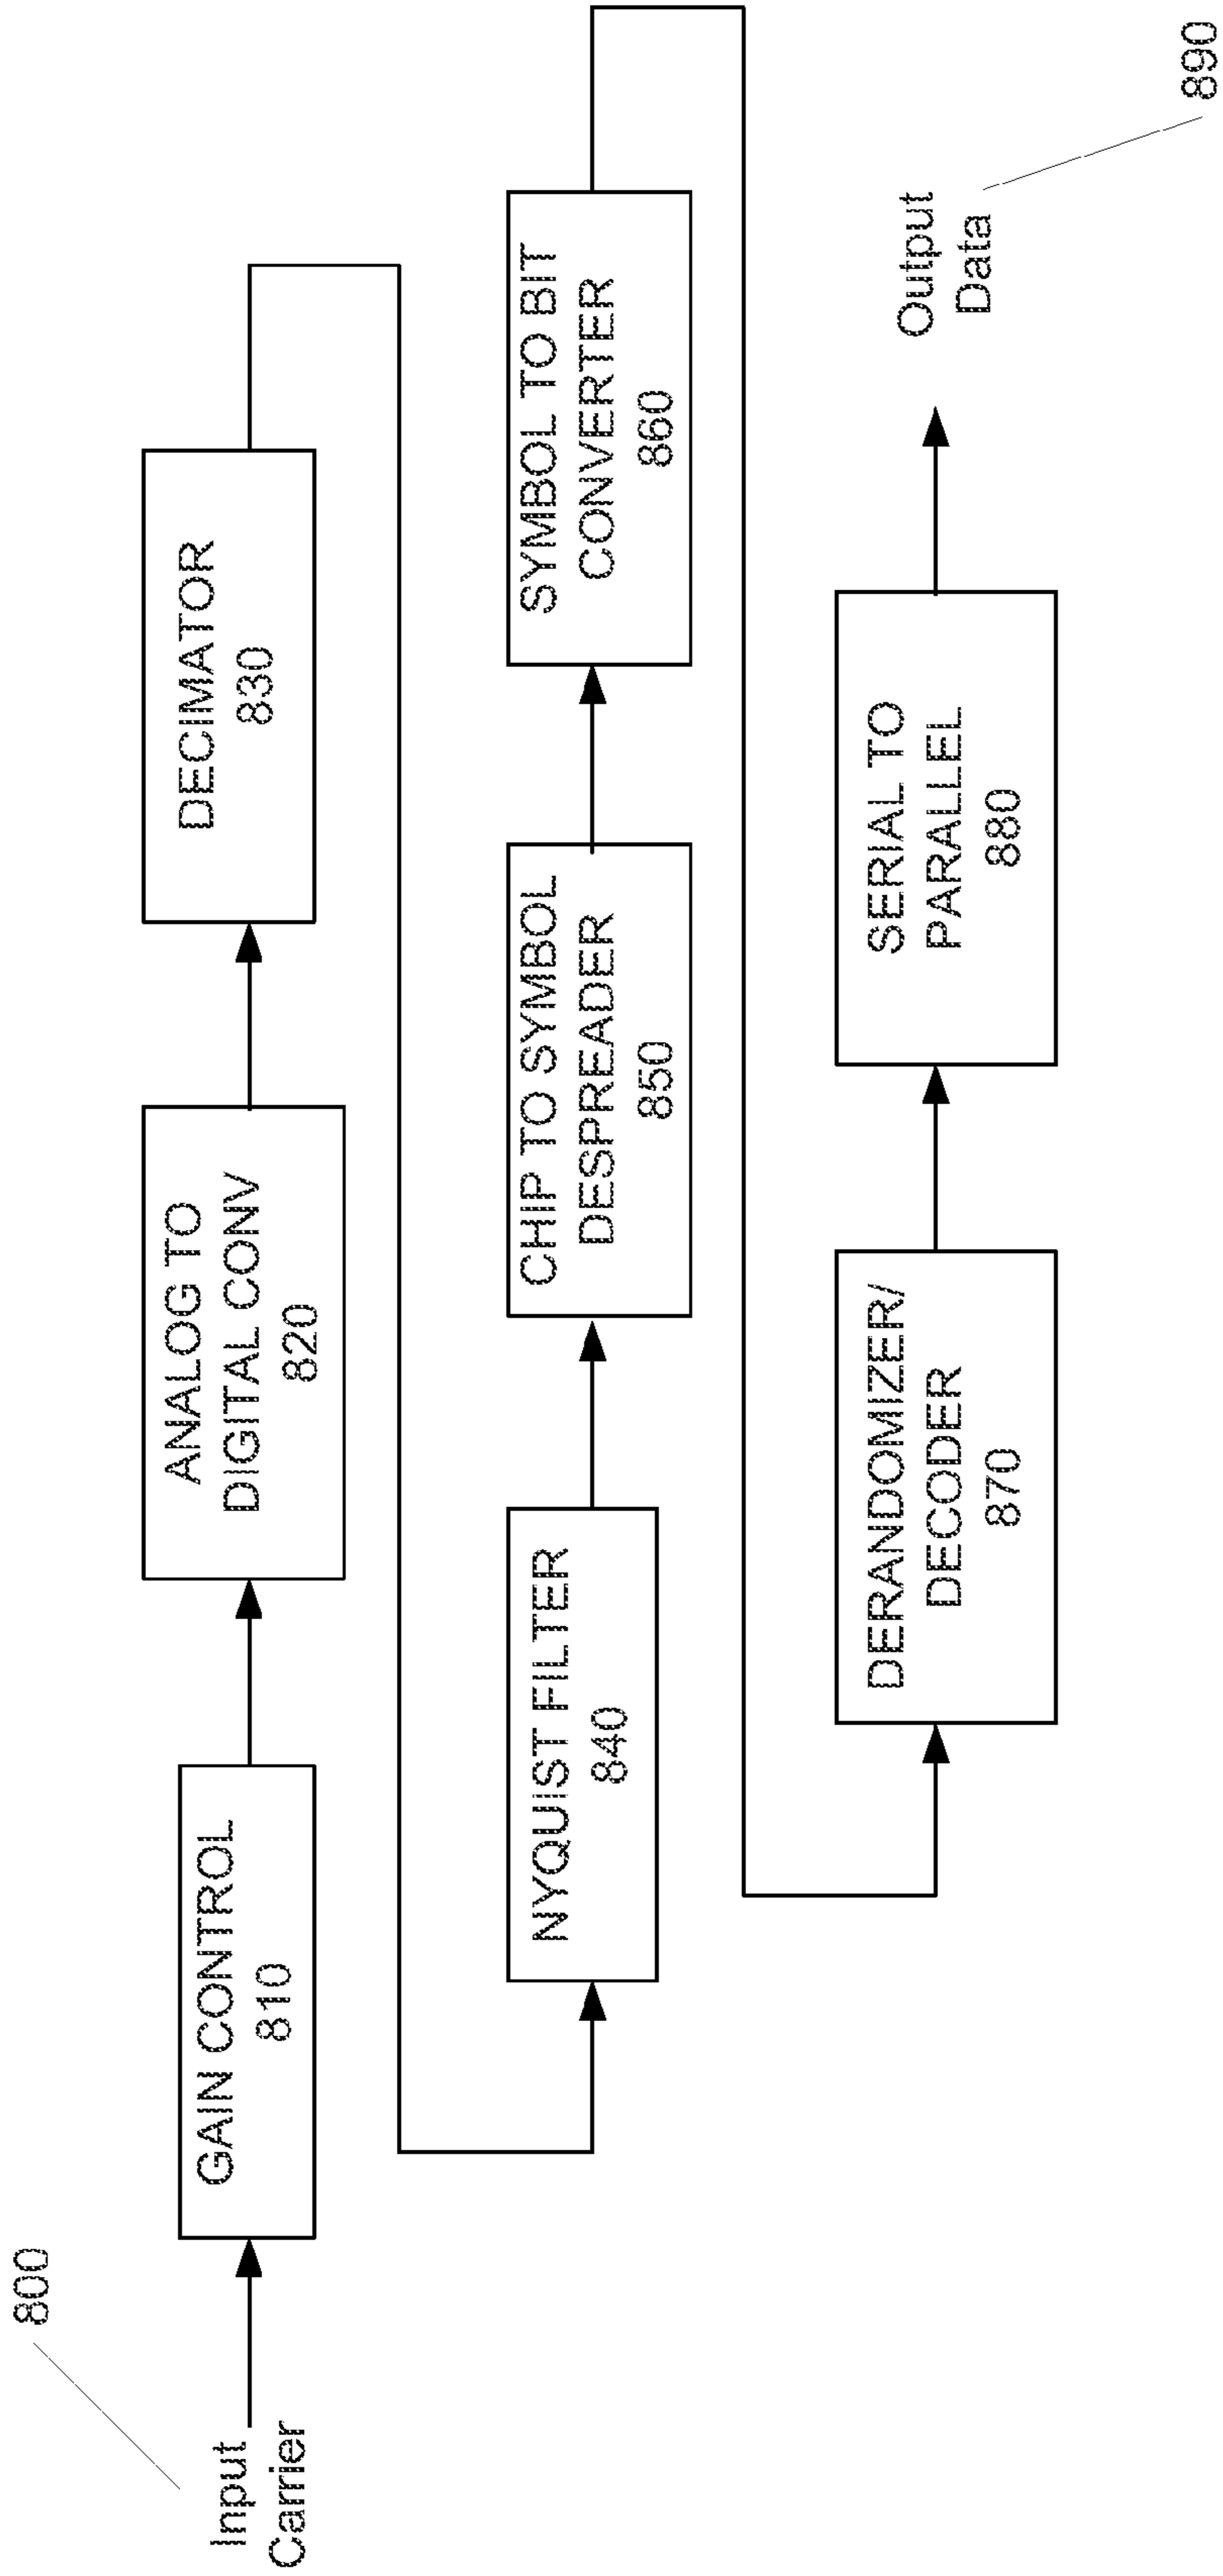 800
Input
Carrier
GAIN CONTROL
810
ANALOG TO
DIGITAL CONV
820
DECIMATOR
830
NYQUIST FILTER
840
CHIP TO SYMBOL
DESPREADER
850
SYMBOL TO BIT
CONVERTER
860
DERANDOMIZER/
DECODER
870
SERIAL TO
PARALLEL
880
Output
Data
890